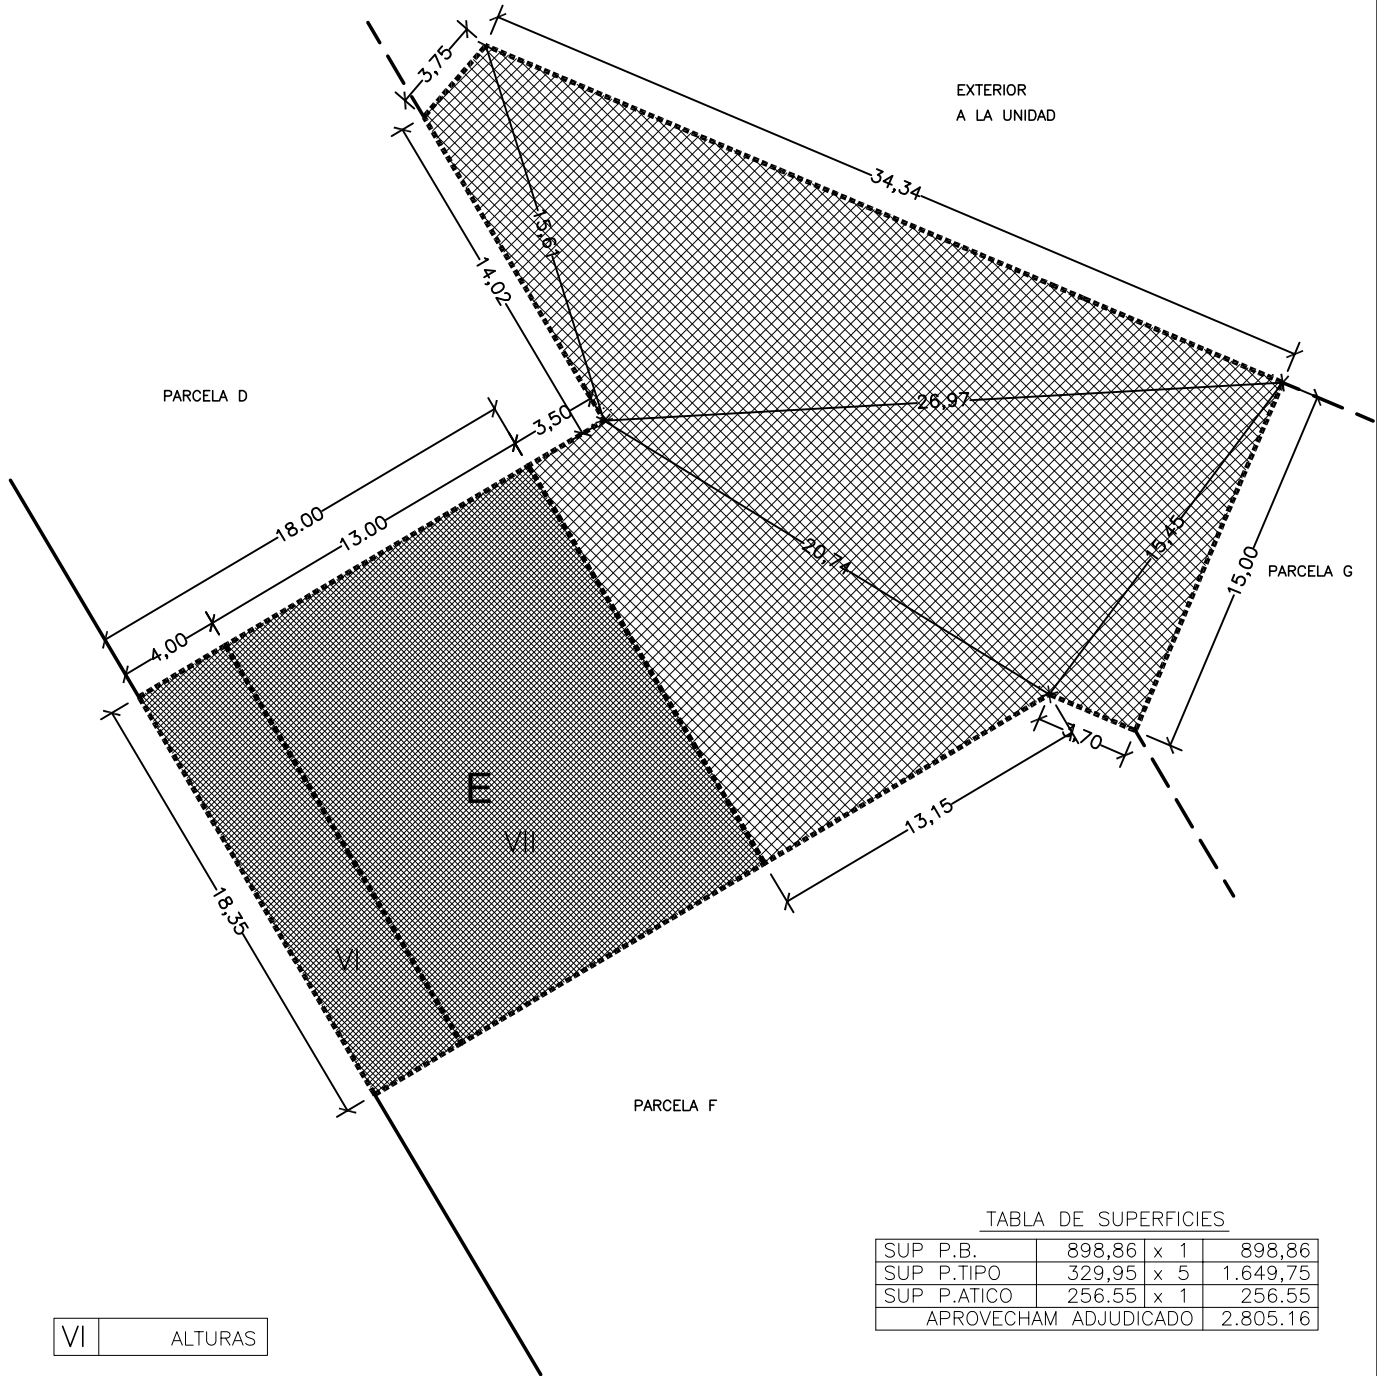 3,75
EXTERIOR
A LA UNIDAD
34,34
15,61
14,02
PARCELA D
3,50
26,97
18.00
13.00
20,74
15,45
15,00
PARCELA G
4,00
3,70
E
13,15
VII
18,35
VI
PARCELA F
TABLA DE SUPERFICIES
SUP P.B. 898,86 x 1 898,86
SUP P.TIPO 329,95 x 5 1.649,75
SUP P.ATICO 256.55 x 1 256.55
APROVECHAM ADJUDICADO 2.805.16
VI ALTURAS